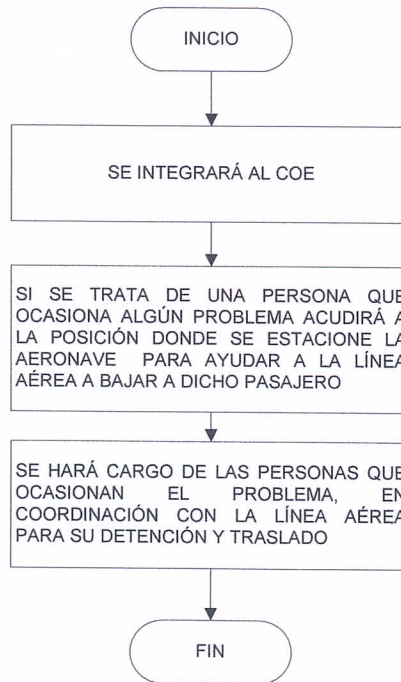 INICIO
SE INTEGRARÁ AL COE
SI SE TRATA DE UNA PERSONA QUE
OCASIONA ALGÚN PROBLEMA ACUDIRÁ A
LA POSICIÓN DONDE SE ESTACIONE LA
AERONAVE PARA AYUDAR A LA LÍNEA
AÉREA A BAJAR A DICHO PASAJERO
SE HARÁ CARGO DE LAS PERSONAS QUE
OCASIONAN EL PROBLEMA, EN
COORDINACIÓN CON LA LÍNEA AÉREA
PARA SU DETENCIÓN Y TRASLADO
FIN